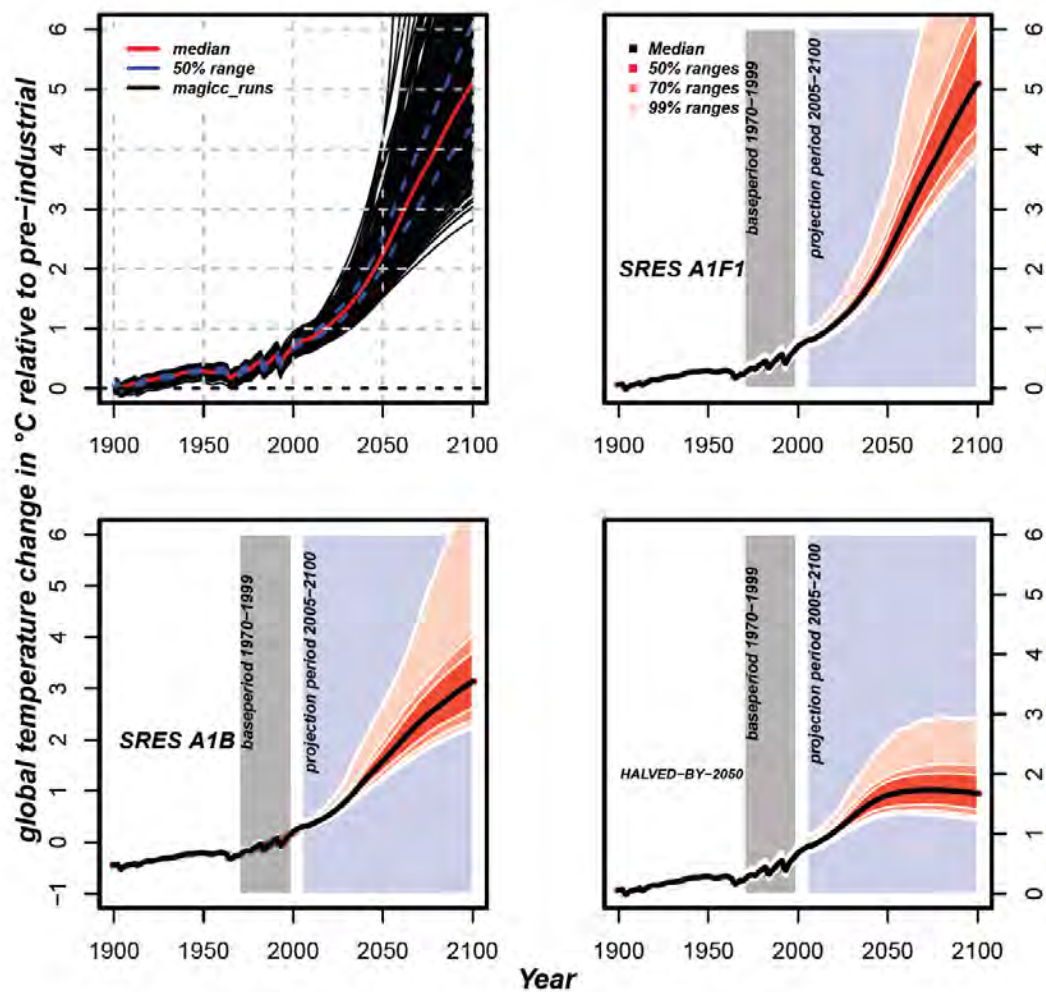 global temperature change in °C relative to pre-industrial
6
5
4
3
2
1
0
median
50% range
magicc_runs
1900
1950
2000
2050
2100
Median
50% ranges
70% ranges
99% ranges
baseperiod 1970-1999
projection period 2005-2100
SRES A1F1
6
5
4
3
2
1
0
1900
1950
2000
2050
2100
6
5
4
3
2
1
0
-1
baseperiod 1970-1999
projection period 2005-2100
SRES A1B
1900
1950
2000
2050
2100
baseperiod 1970-1999
projection period 2005-2100
HALVED-BY-2050
6
5
4
3
2
1
0
1900
1950
2000
2050
2100
Year